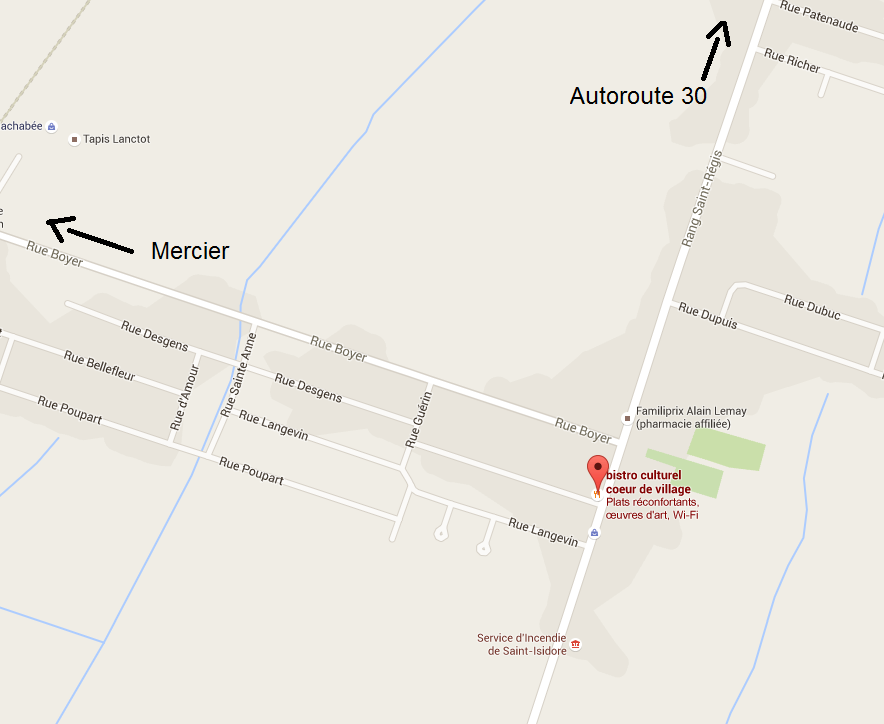 Rue Patenaude
Rue Richer
Autoroute 30
achabée
Tapis Lanctot
Rang Saint-Régis
e
n
Mercier
Rue Boyer
Rue Dubuc
Rue Dupuis
Rue Desgens
Rue Boyer
Rue Bellefleur
Rue d'Amour
Rue Sainte Anne
Rue Desgens
Rue Guérin
Rue Poupart
Rue Langevin
Rue Boyer
Familiprix Alain Lemay
(pharmacie affiliée)
Rue Poupart
bistro culturel
coeur de village
Plats réconfortants,
œuvres d'art, Wi-Fi
Rue Langevin
Service d'Incendie
de Saint-Isidore